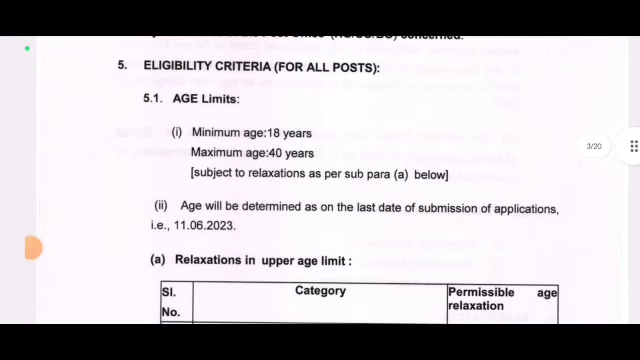 concerned.
5. ELIGIBILITY CRITERIA (FOR ALL POSTS):
5.1. AGE Limits:
(i) Minimum age:18 years
Maximum age:40 years
[subject to relaxations as per sub para (a) below]
3/20
(ii) Age will be determined as on the last date of submission of applications,
i.e., 11.06.2023.
(a) Relaxations in upper age limit :
Sl. No. Category Permissible age relaxation